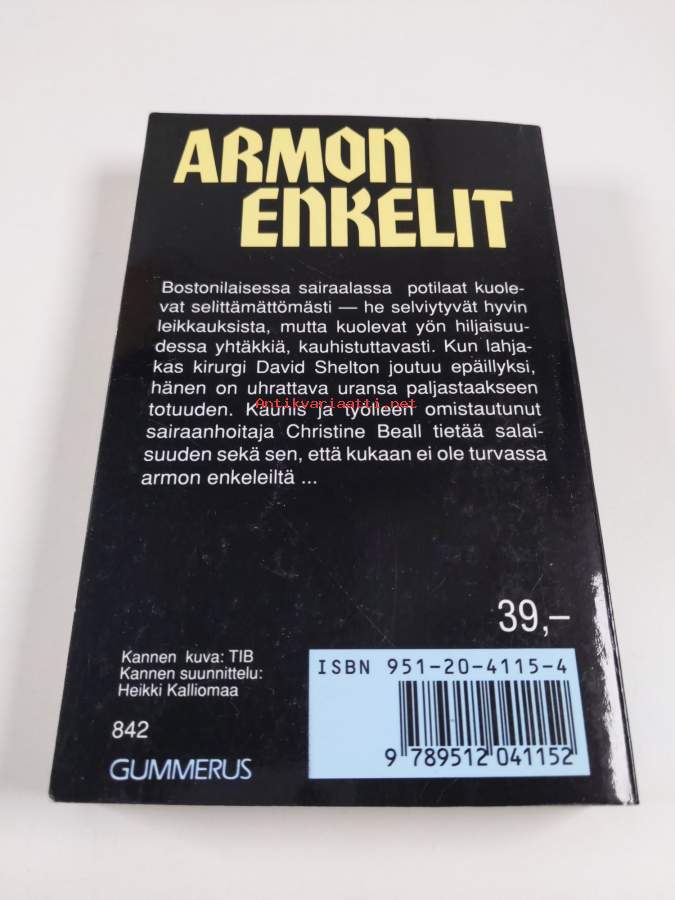 ARMON
ENKELIT
Bostonilaisessa sairaalassa potilaat kuole-
vat selittämättömästi — he selviytyvät hyvin
leikkauksista, mutta kuolevat yön hiljaisuu-
dessa yhtäkkiä, kauhistuttavasti. Kun lahja-
kas kirurgi David Shelton joutuu epäillyksi,
hänen on uhrattava uransa paljastaakseen
Antikvariaatti.net
totuuden. Kaunis ja työlleen omistautunut
sairaanhoitaja Christine Beall tietää salai-
suuden sekä sen, että kukaan ei ole turvassa
armon enkeleiltä ...
39,–
Kannen kuva: TIB
Kannen suunnittelu:
Heikki Kalliomaa
842
GUMMERUS
ISBN 951-20-4115-4
9 789512 041152